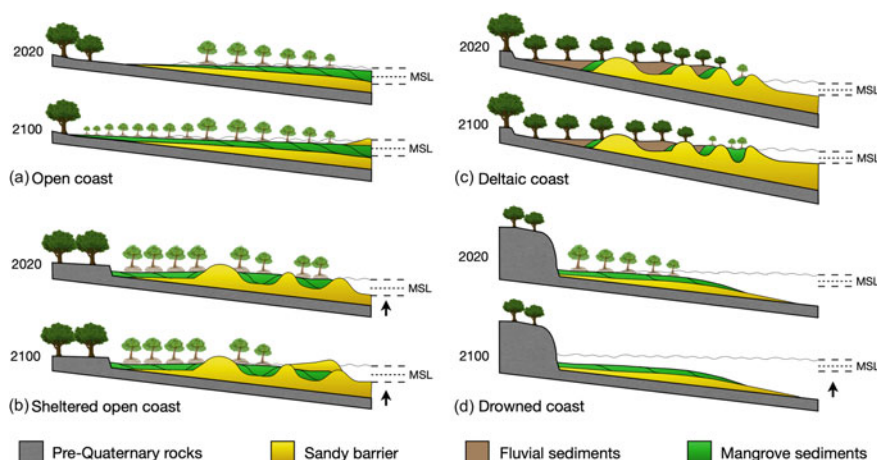 2020
MSL
2100
MSL
(a) Open coast
2020
MSL
2100
MSL
(b) Sheltered open coast
2020
MSL
2100
MSL
(c) Deltaic coast
2020
MSL
2100
MSL
(d) Drowned coast
Pre-Quaternary rocks
Sandy barrier
Fluvial sediments
Mangrove sediments